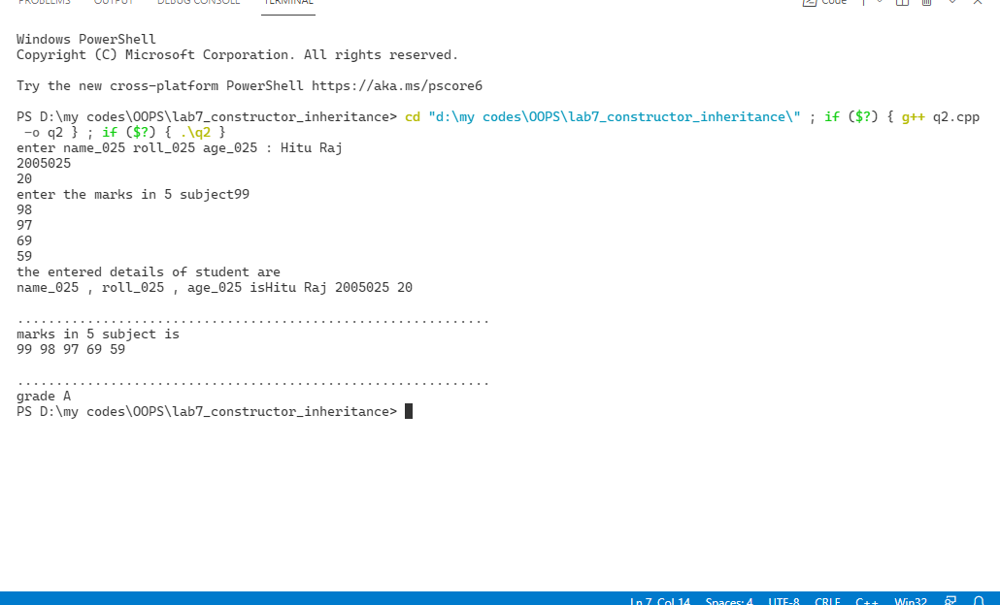 PROBLEMS OUTPUT DEBUG CONSOLE TERMINAL Code
Windows PowerShell
Copyright (C) Microsoft Corporation. All rights reserved.
Try the new cross-platform PowerShell https://aka.ms/pscore6
PS D:\my codes\OOPS\lab7_constructor_inheritance> cd "d:\my codes\OOPS\lab7_constructor_inheritance\" ; if ($?) { g++ q2.cpp
-o q2 } ; if ($?) { .\q2 }
enter name_025 roll_025 age_025 : Hitu Raj
2005025
20
enter the marks in 5 subject99
98
97
69
59
the entered details of student are
name_025 , roll_025 , age_025 isHitu Raj 2005025 20
.............................................................
marks in 5 subject is
99 98 97 69 59
.............................................................
grade A
PS D:\my codes\OOPS\lab7_constructor_inheritance>
Ln 7, Col 14 Spaces: 4 UTF-8 CRLF C++ Win32